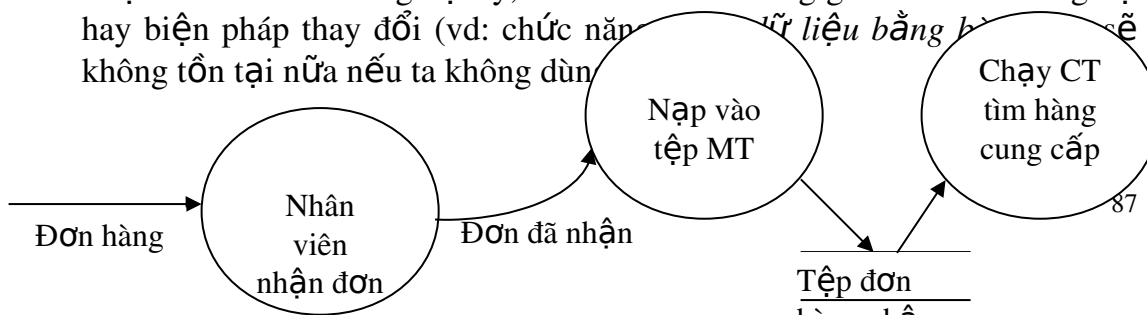 hay biện pháp thay đổi (vd: chức năn liệu bằng b sẽ
không tồn tại nữa nếu ta không dùn
Nạp vào
tệp MT
Chạy CT
tìm hàng
cung cấp
87
Đơn hàng
Nhân
viên
nhận đơn
Đơn đã nhận
Tệp đơn